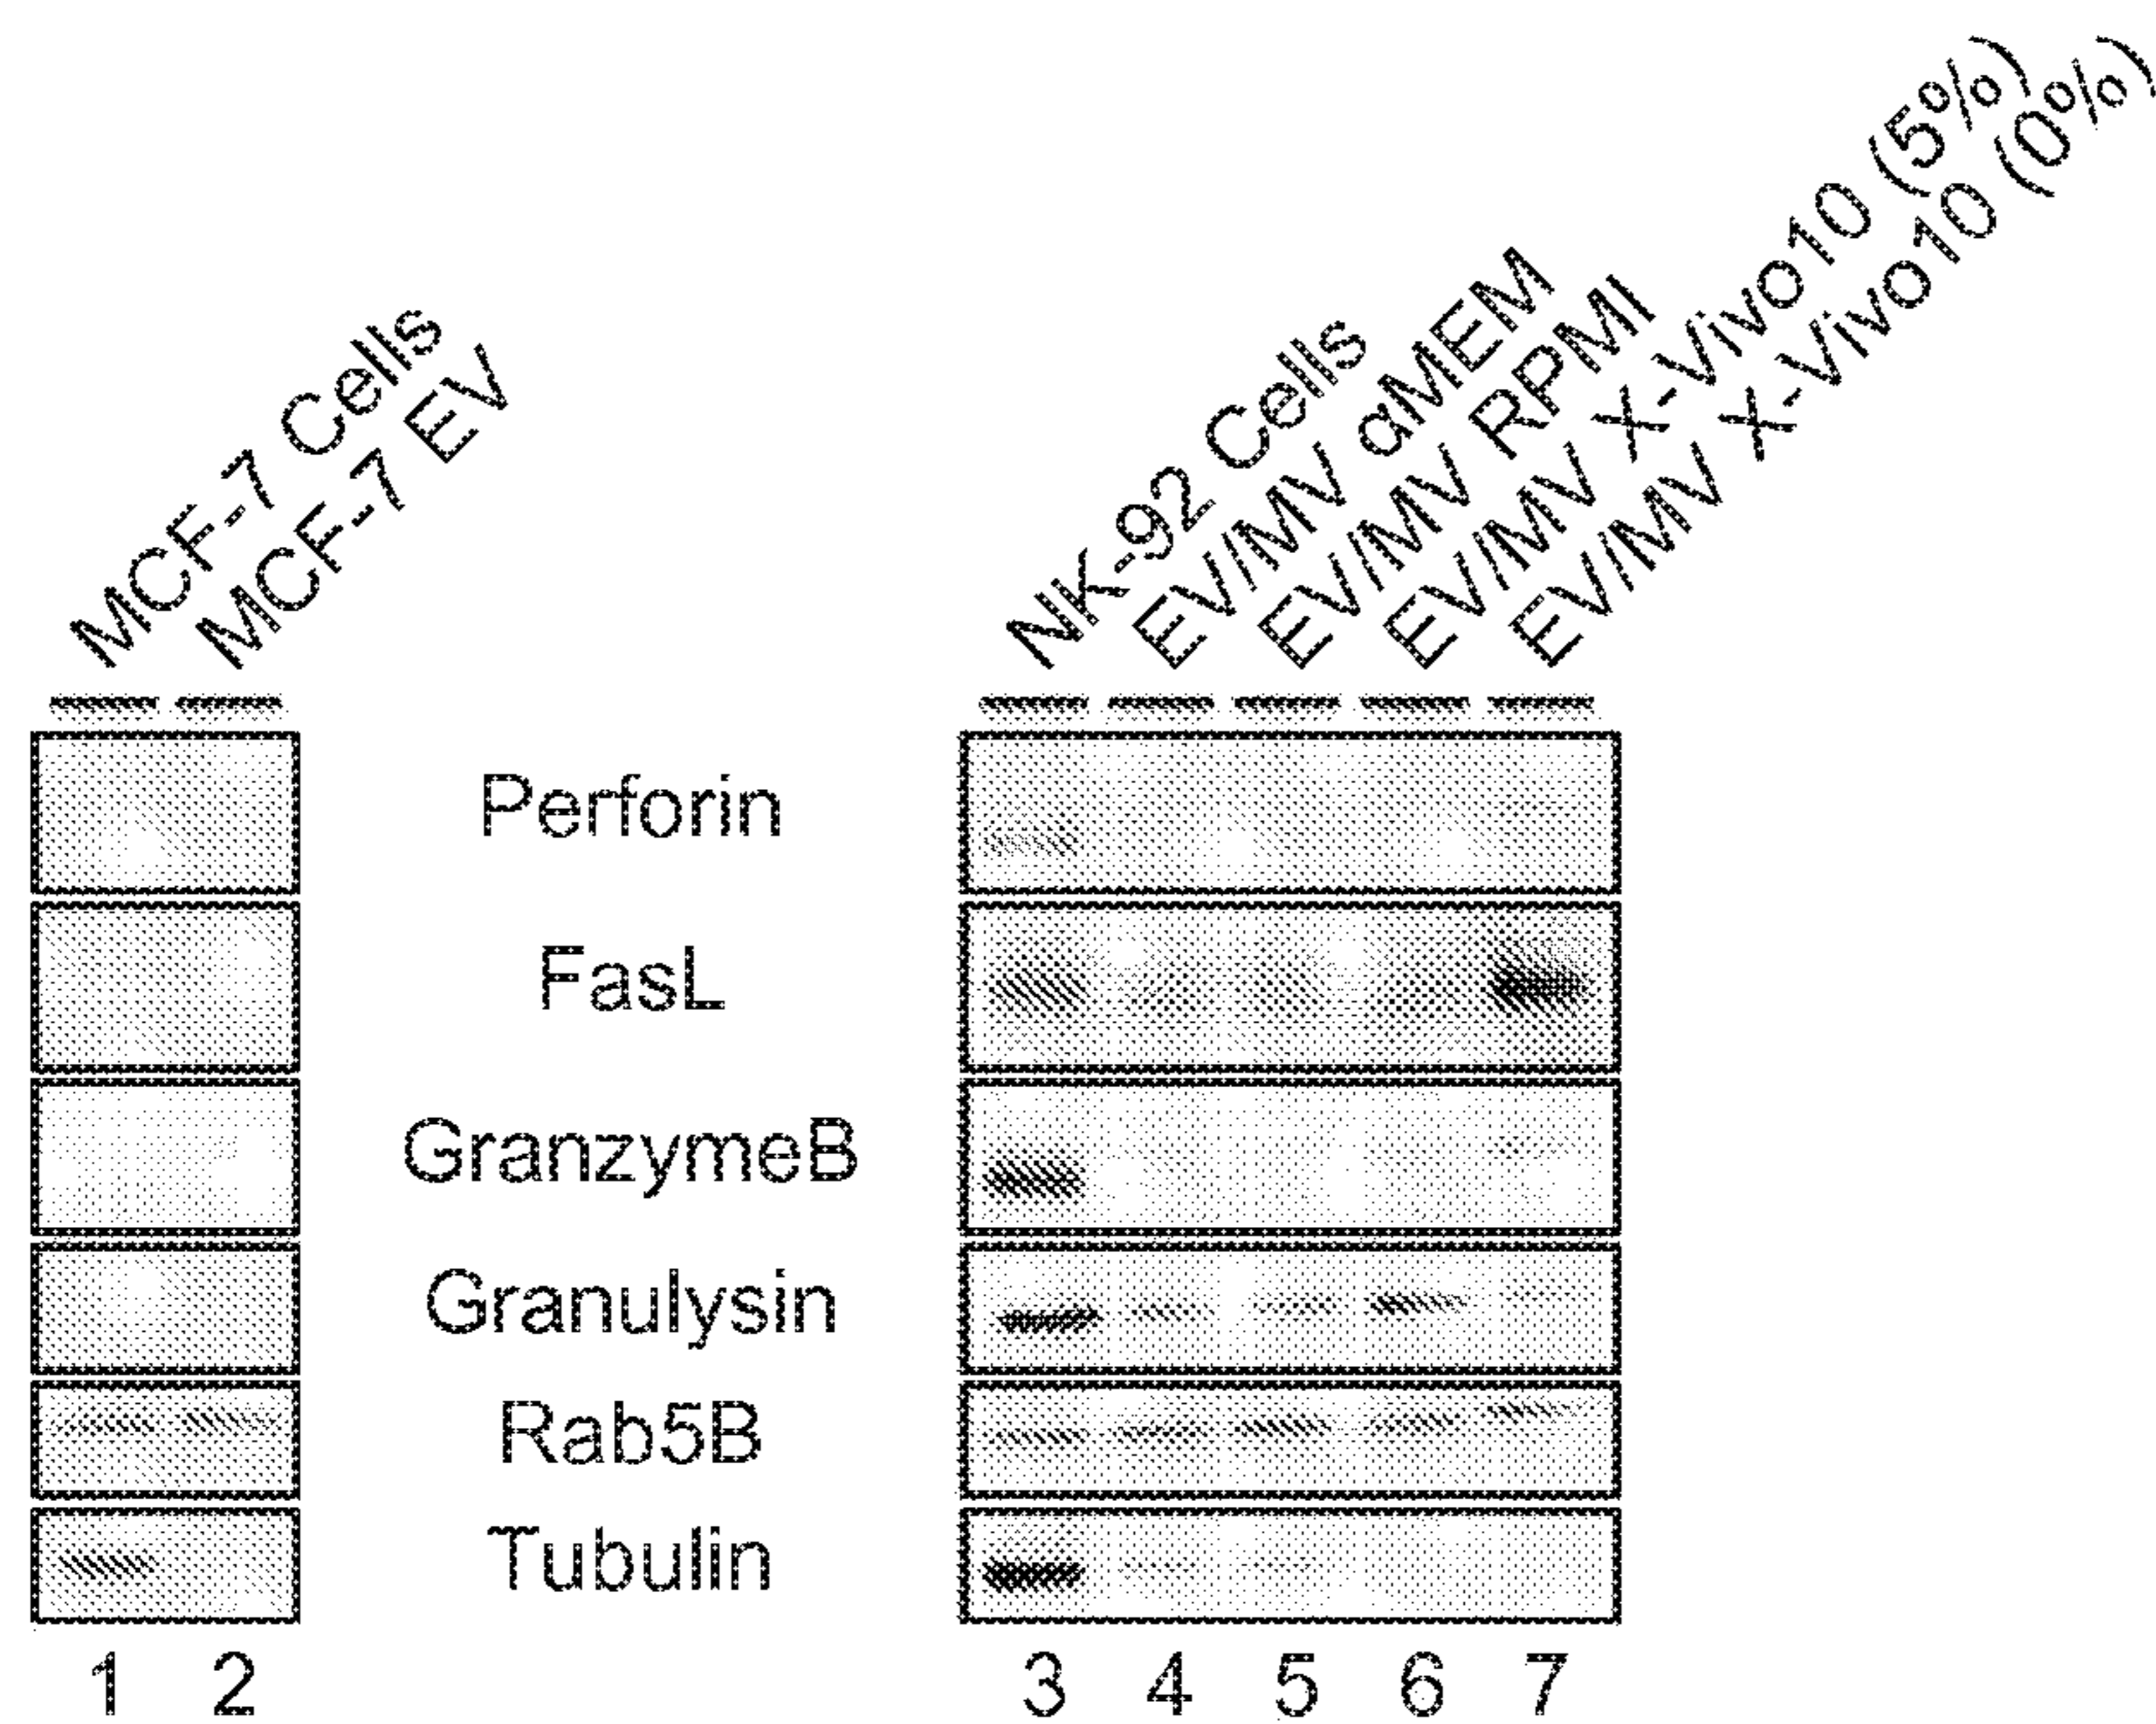 MCF-7 Cells
MCF-7 EV
NK-92 Cells
EV/MV αMEM
EV/MV RPMI
EV/MV X-Vivo10 (5%)
EV/MV X-Vivo10 (0%)
Perforin
FasL
GranzymeB
Granulysin
Rab5B
Tubulin
1 2 3 4 5 6 7